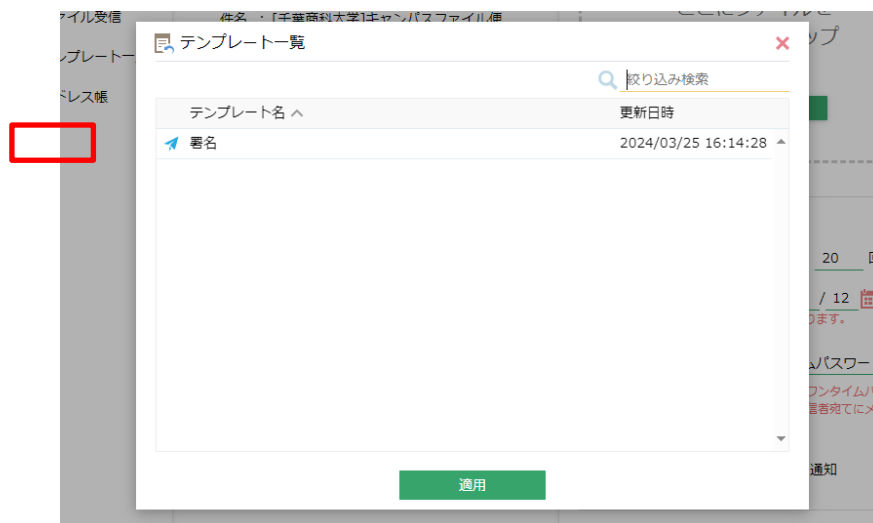 ァイル受信
件名 ：[千葉商科大学]キャンパスファイル便
ップ
ンプレート一
ドレス帳
テンプレート一覧
絞り込み検索
テンプレート名
更新日時
署名
2024/03/25 16:14:28
20
/ 12
ります。
ムパスワー
ワンタイムパ
信者宛てにメ
通知
適用